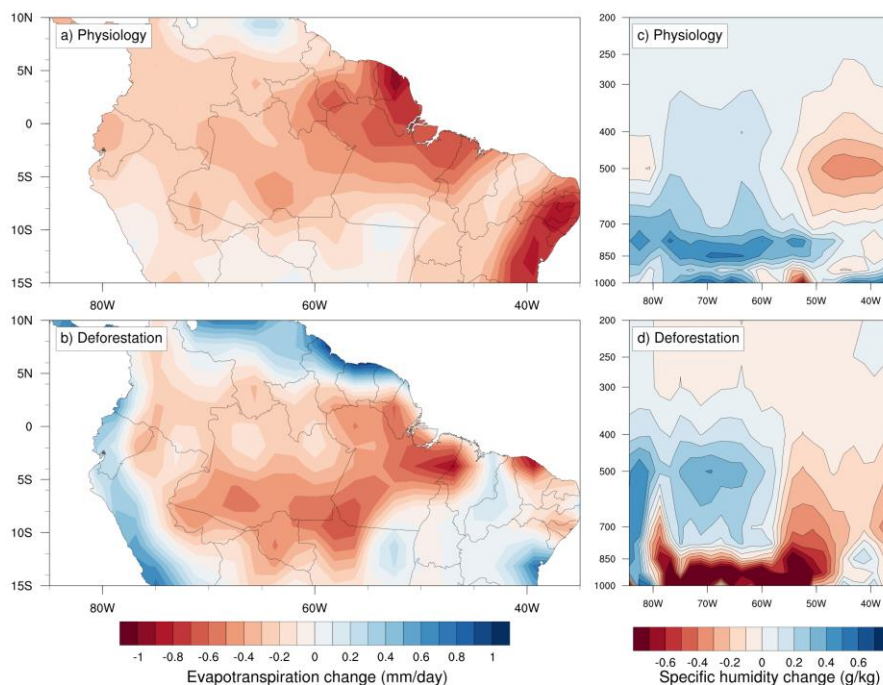 10N
a) Physiology
5N
0
5S
10S
15S
80W
60W
40W
200
c) Physiology
300
400
500
700
850
1000
80W
70W
60W
50W
40W
10N
b) Deforestation
5N
0
5S
10S
15S
80W
60W
40W
200
d) Deforestation
300
400
500
700
850
1000
80W
70W
60W
50W
40W
-1 -0.8 -0.6 -0.4 -0.2 0 0.2 0.4 0.6 0.8 1
Evapotranspiration change (mm/day)
-0.6 -0.4 -0.2 0 0.2 0.4 0.6
Specific humidity change (g/kg)